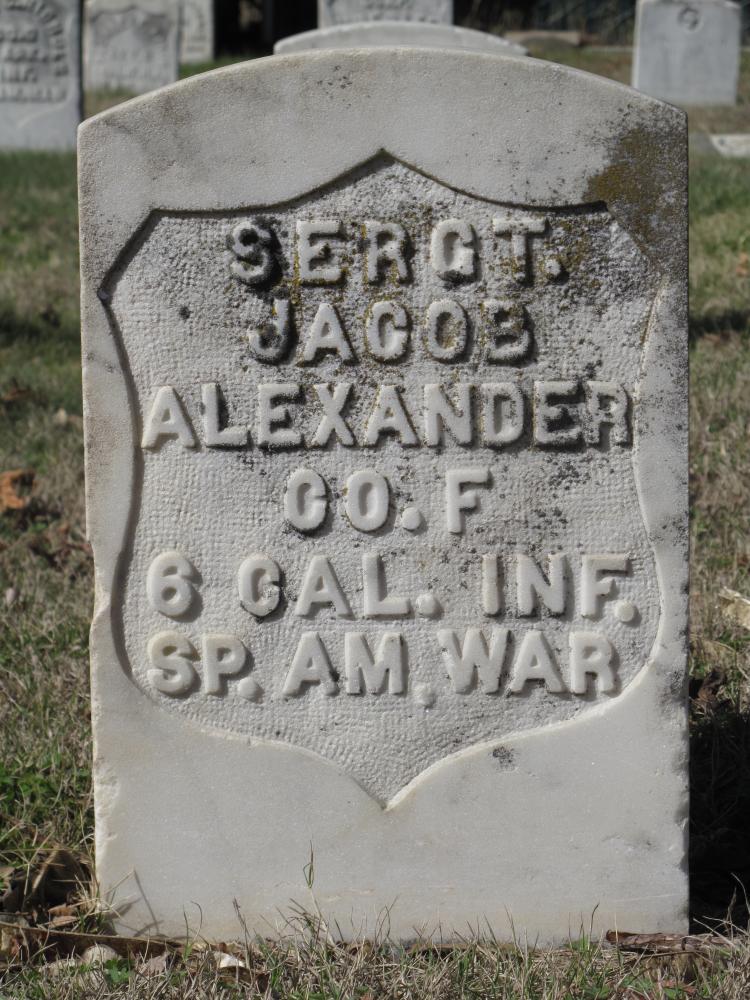 SERGT.
JACOB
ALEXANDER
CO. F
6 CAL. INF.
SP. AM. WAR